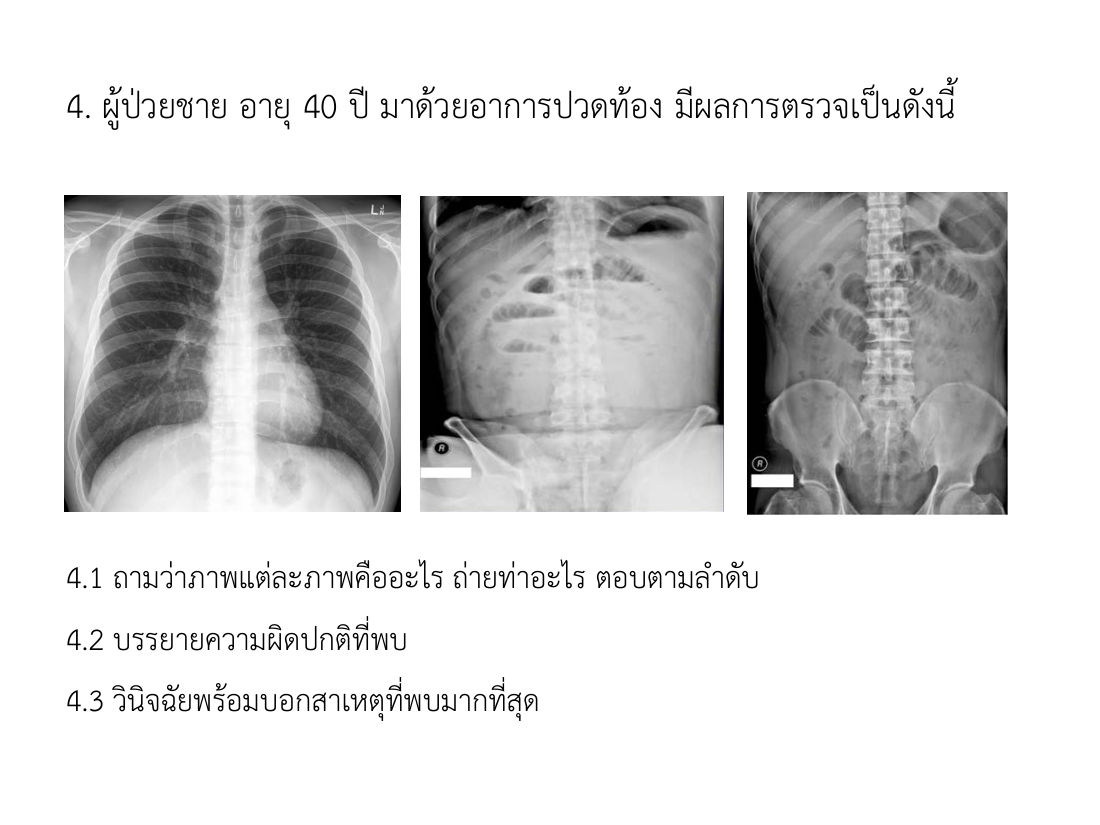 4. ผู้ป่วยชาย อายุ 40 ปี มาด้วยอาการปวดท้อง มีผลการตรวจเป็นดังนี้
L
R
R
4.1 ถามว่าภาพแต่ละภาพคืออะไร ถ่ายท่าอะไร ตอบตามลำดับ
4.2 บรรยายความผิดปกติที่พบ
4.3 วินิจฉัยพร้อมบอกสาเหตุที่พบมากที่สุด